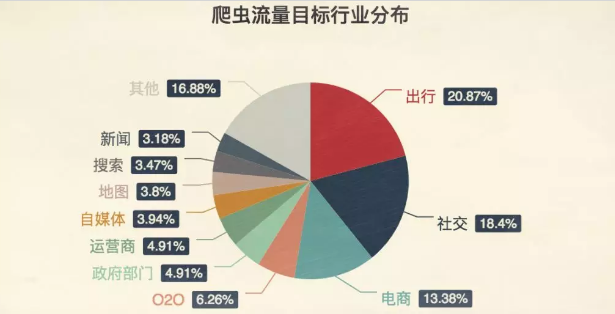 爬虫流量目标行业分布
其他 16.88%
出行 20.87%
新闻 3.18%
搜索 3.47%
地图 3.8%
自媒体 3.94%
社交 18.4%
运营商 4.91%
政府部门 4.91%
O2O 6.26%
电商 13.38%